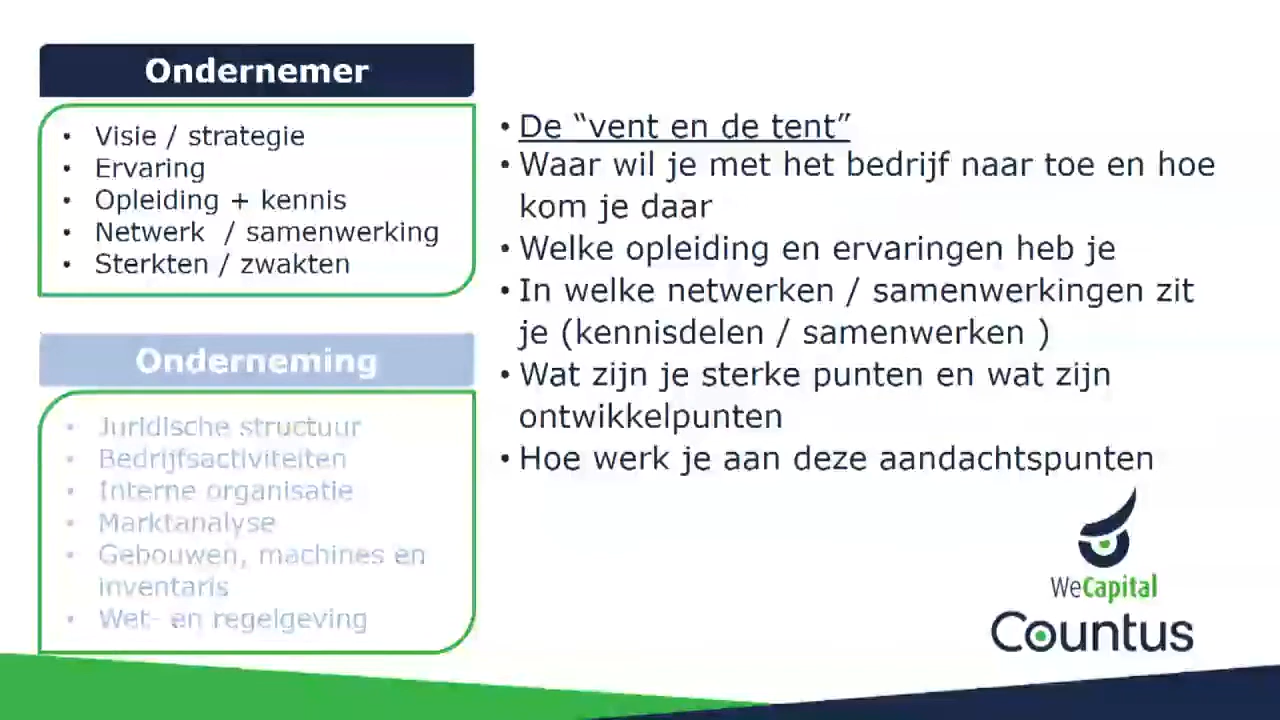 Ondernemer
• Visie / strategie
• Ervaring
• Opleiding + kennis
• Netwerk / samenwerking
• Sterkten / zwakten
Onderneming
• Juridische structuur
• Bedrijfsactiviteiten
• Interne organisatie
• Marktanalyse
• Gebouwen, machines en
inventaris
• Wet- en regelgeving
• De “vent en de tent”
• Waar wil je met het bedrijf naar toe en hoe
kom je daar
• Welke opleiding en ervaringen heb je
• In welke netwerken / samenwerkingen zit
je (kennisdelen / samenwerken )
• Wat zijn je sterke punten en wat zijn
ontwikkelpunten
• Hoe werk je aan deze aandachtspunten
WeCapital
Countus